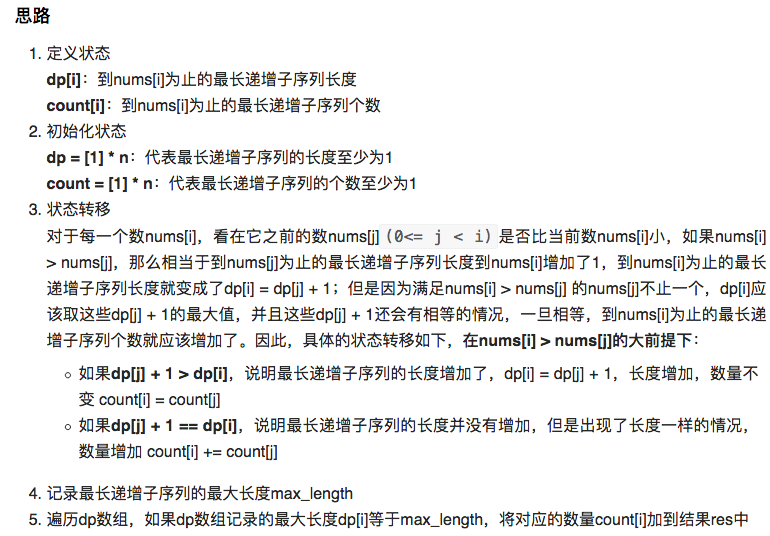 思路
1. 定义状态
dp[i]：到nums[i]为止的最长递增子序列长度
count[i]：到nums[i]为止的最长递增子序列个数
2. 初始化状态
dp = [1] * n：代表最长递增子序列的长度至少为1
count = [1] * n：代表最长递增子序列的个数至少为1
3. 状态转移
对于每一个数nums[i]，看在它之前的数nums[j] (0<= j < i) 是否比当前数nums[i]小，如果nums[i]
> nums[j]，那么相当于到nums[j]为止的最长递增子序列长度到nums[i]增加了1，到nums[i]为止的最长
递增子序列长度就变成了dp[i] = dp[j] + 1；但是因为满足nums[i] > nums[j] 的nums[j]不止一个，dp[i]应
该取这些dp[j] + 1的最大值，并且这些dp[j] + 1还会有相等的情况，一旦相等，到nums[i]为止的最长递
增子序列个数就应该增加了。因此，具体的状态转移如下，在nums[i] > nums[j]的大前提下：
○ 如果dp[j] + 1 > dp[i]，说明最长递增子序列的长度增加了，dp[i] = dp[j] + 1，长度增加，数量不
变 count[i] = count[j]
○ 如果dp[j] + 1 == dp[i]，说明最长递增子序列的长度并没有增加，但是出现了长度一样的情况，
数量增加 count[i] += count[j]
4. 记录最长递增子序列的最大长度max_length
5. 遍历dp数组，如果dp数组记录的最大长度dp[i]等于max_length，将对应的数量count[i]加到结果res中